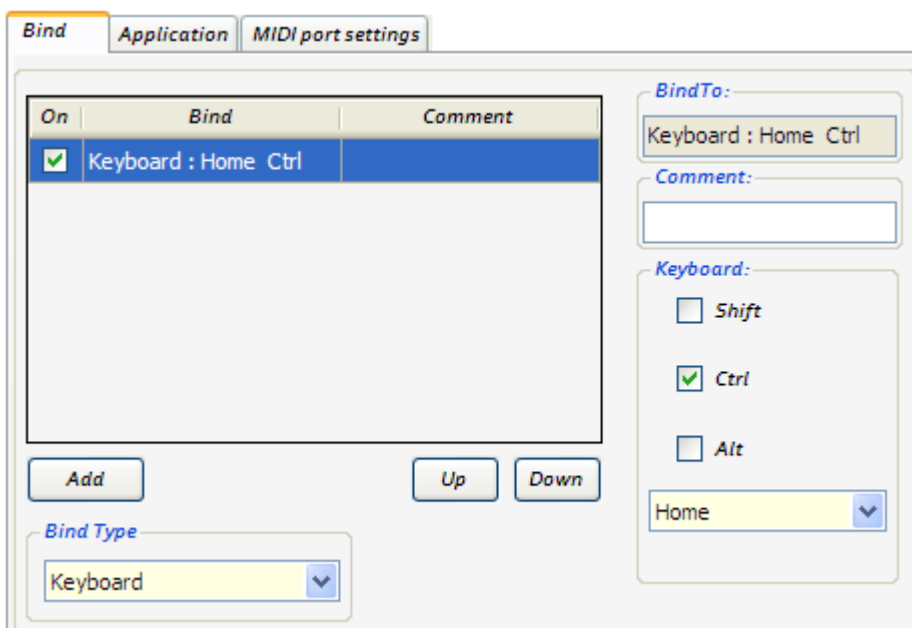 Bind Application MIDI port settings
On Bind Comment
Keyboard : Home Ctrl
BindTo:
Keyboard : Home Ctrl
Comment:
Keyboard:
Shift
Ctrl
Alt
Home
Add Up Down
Bind Type
Keyboard